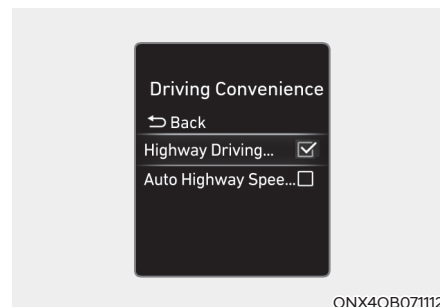 Driving Convenience
Back
Highway Driving...
Auto Highway Spee...
ONX4OB071112